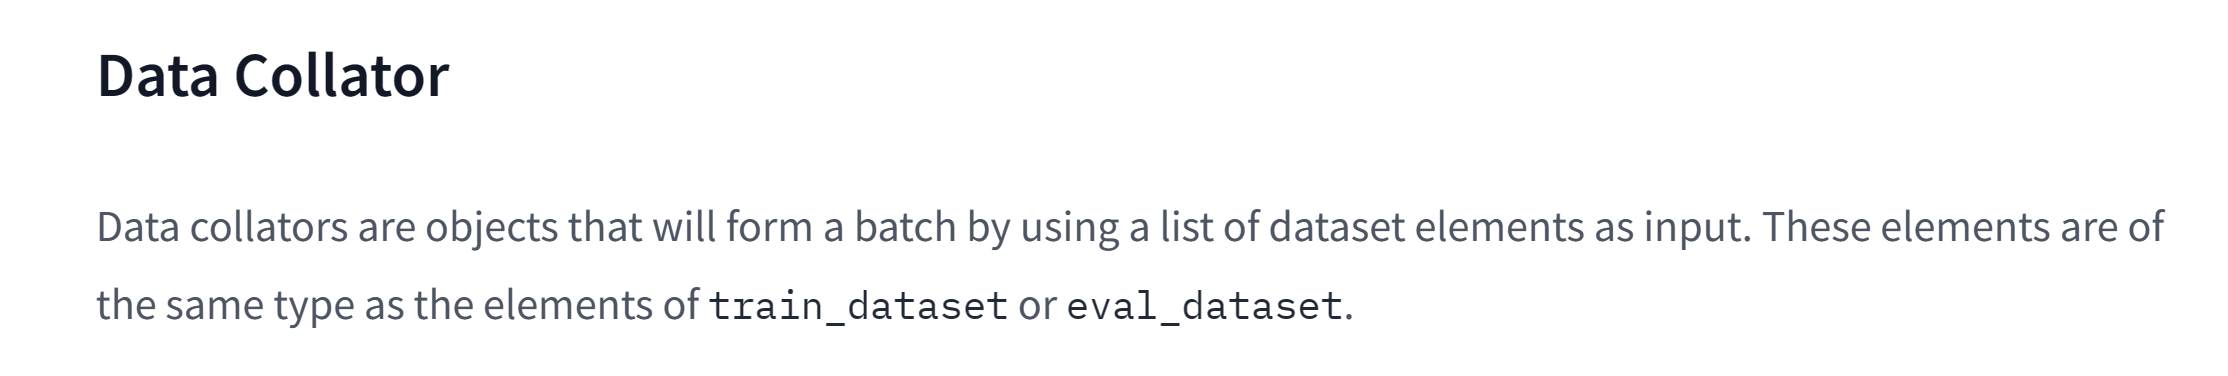 Data Collator
Data collators are objects that will form a batch by using a list of dataset elements as input. These elements are of
the same type as the elements of train_dataset or eval_dataset.